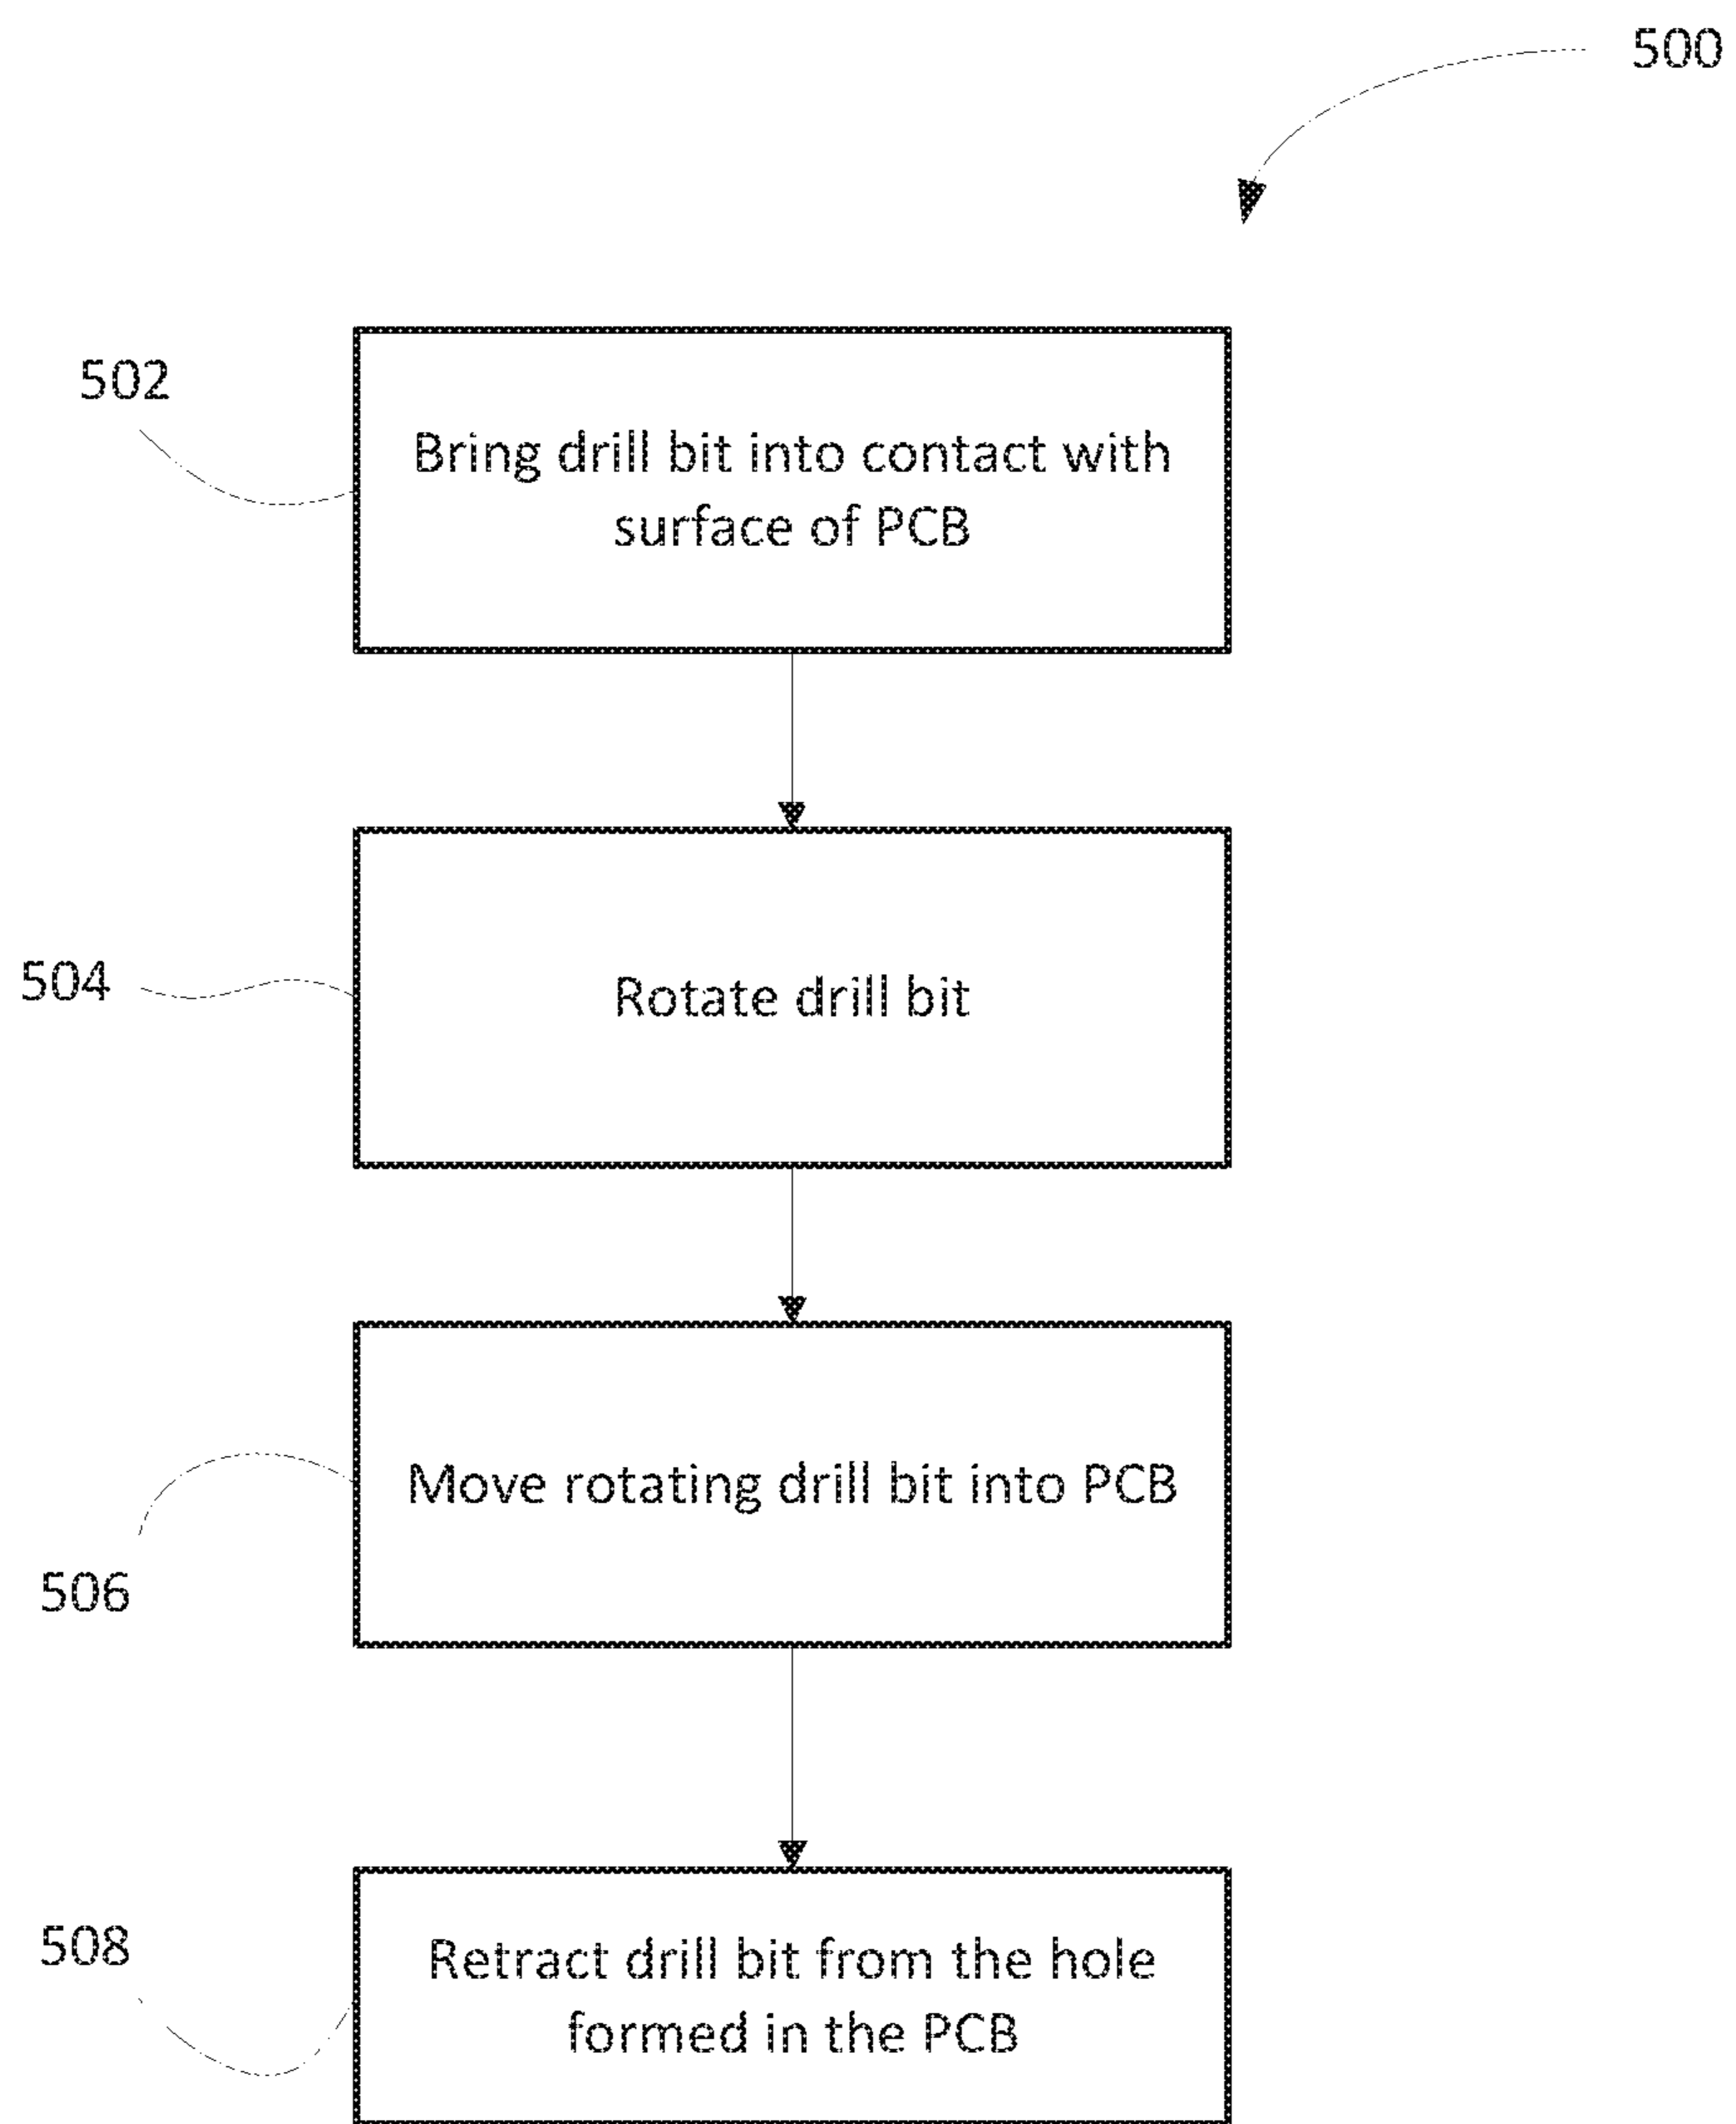 500
502
Bring drill bit into contact with
surface of PCB
504
Rotate drill bit
Move rotating drill bit into PCB
506
508
Retract drill bit from the hole
formed in the PCB